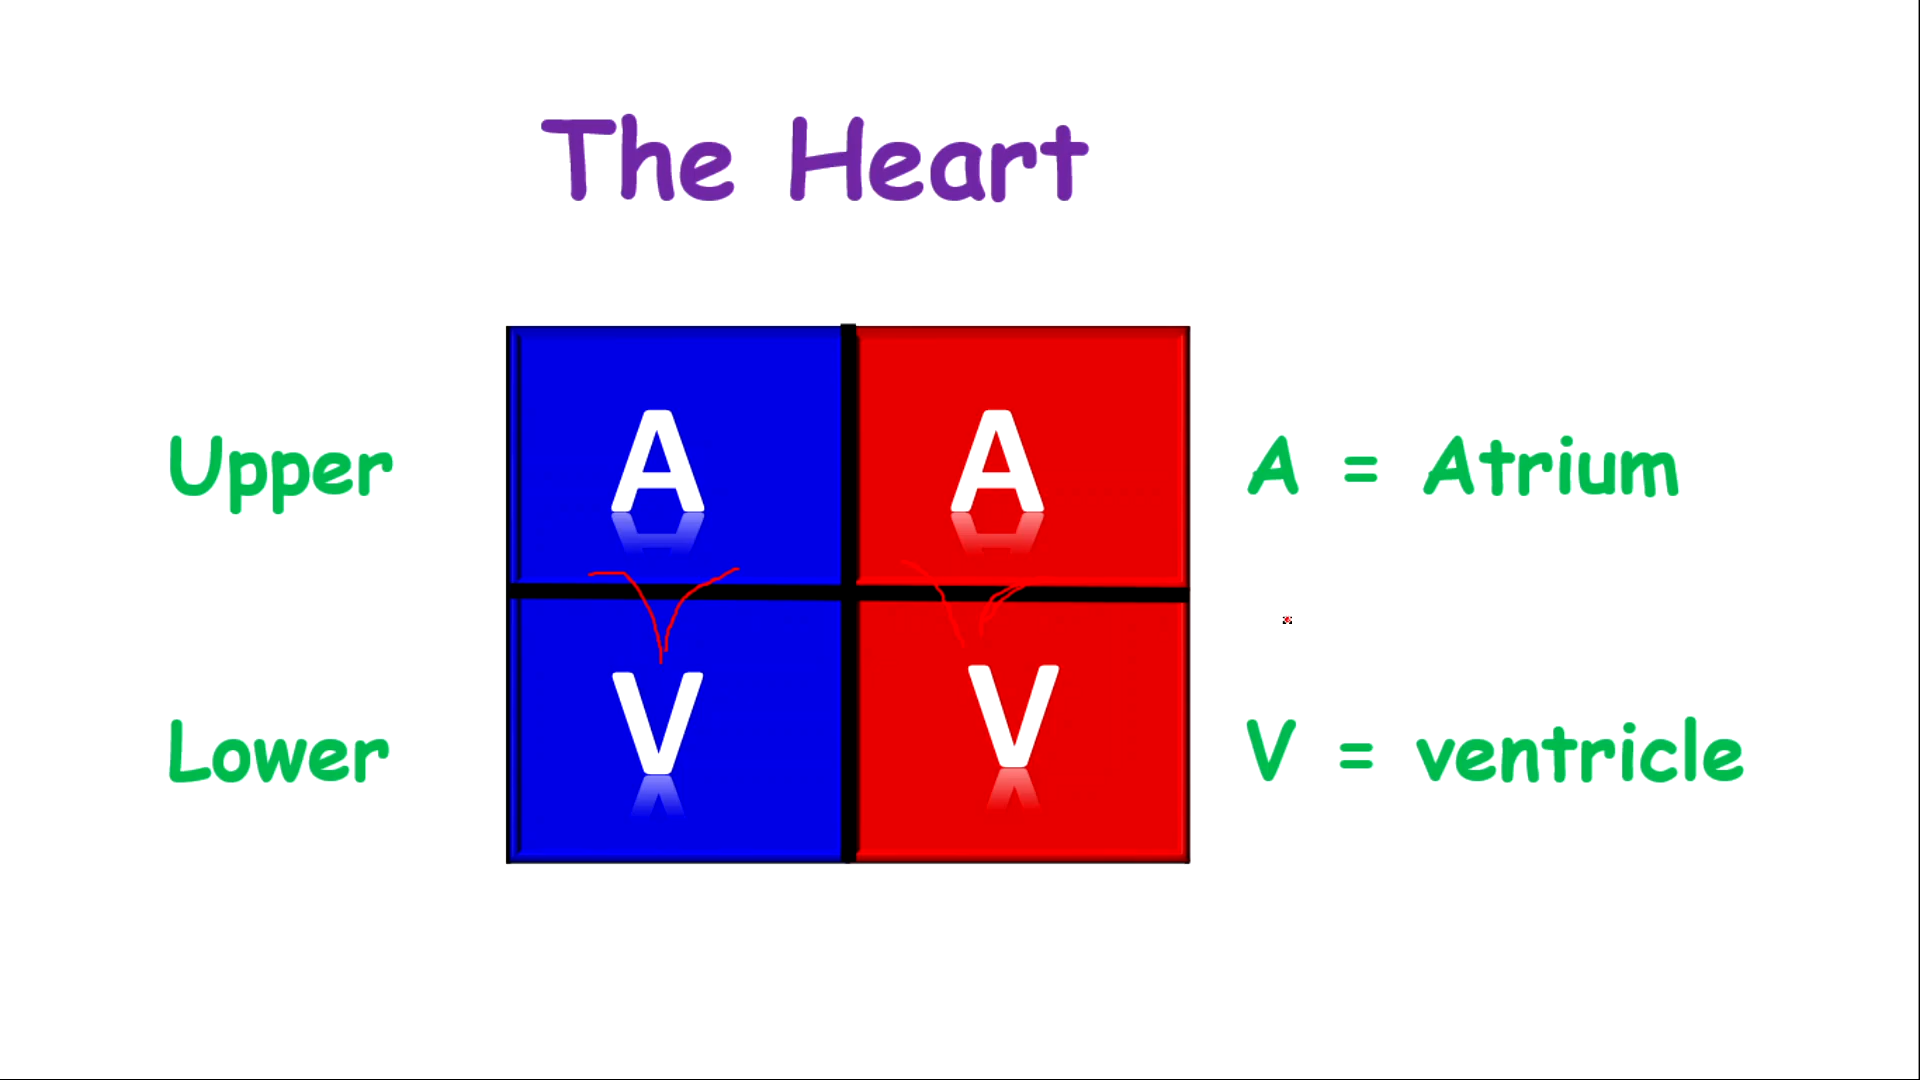 The Heart
Upper A A A = Atrium
Lower V V V = ventricle